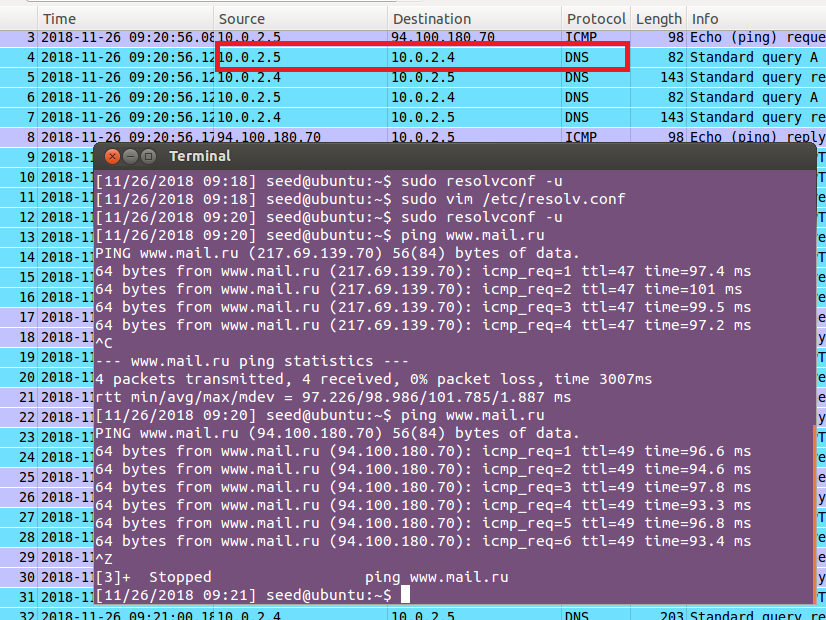 Time Source Destination Protocol Length Info
3 2018-11-26 09:20:56.08 10.0.2.5 94.100.180.70 ICMP 98 Echo (ping) reque
4 2018-11-26 09:20:56.12 10.0.2.5 10.0.2.4 DNS 82 Standard query A
5 2018-11-26 09:20:56.12 10.0.2.4 10.0.2.5 DNS 143 Standard query re
6 2018-11-26 09:20:56.12 10.0.2.5 10.0.2.4 DNS 82 Standard query A
7 2018-11-26 09:20:56.12 10.0.2.4 10.0.2.5 DNS 143 Standard query re
8 2018-11-26 09:20:56.17 94.100.180.70 10.0.2.5 ICMP 98 Echo (ping) reply
9 2018-11
10 2018-11
11 2018-11
12 2018-11
13 2018-11
14 2018-11
15 2018-11
16 2018-11
17 2018-11
18 2018-11
19 2018-11
20 2018-11
21 2018-11
22 2018-11
23 2018-11
24 2018-11
25 2018-11
26 2018-11
27 2018-11
28 2018-11
29 2018-11
30 2018-11
31 2018-11
Terminal
[11/26/2018 09:18] seed@ubuntu:~$ sudo resolvconf -u
[11/26/2018 09:18] seed@ubuntu:~$ sudo vim /etc/resolv.conf
[11/26/2018 09:20] seed@ubuntu:~$ sudo resolvconf -u
[11/26/2018 09:20] seed@ubuntu:~$ ping www.mail.ru
PING www.mail.ru (217.69.139.70) 56(84) bytes of data.
64 bytes from www.mail.ru (217.69.139.70): icmp_req=1 ttl=47 time=97.4 ms
64 bytes from www.mail.ru (217.69.139.70): icmp_req=2 ttl=47 time=101 ms
64 bytes from www.mail.ru (217.69.139.70): icmp_req=3 ttl=47 time=99.5 ms
64 bytes from www.mail.ru (217.69.139.70): icmp_req=4 ttl=47 time=97.2 ms
^C
--- www.mail.ru ping statistics ---
4 packets transmitted, 4 received, 0% packet loss, time 3007ms
rtt min/avg/max/mdev = 97.226/98.986/101.785/1.887 ms
[11/26/2018 09:20] seed@ubuntu:~$ ping www.mail.ru
PING www.mail.ru (94.100.180.70) 56(84) bytes of data.
64 bytes from www.mail.ru (94.100.180.70): icmp_req=1 ttl=49 time=96.6 ms
64 bytes from www.mail.ru (94.100.180.70): icmp_req=2 ttl=49 time=94.6 ms
64 bytes from www.mail.ru (94.100.180.70): icmp_req=3 ttl=49 time=97.8 ms
64 bytes from www.mail.ru (94.100.180.70): icmp_req=4 ttl=49 time=93.3 ms
64 bytes from www.mail.ru (94.100.180.70): icmp_req=5 ttl=49 time=96.8 ms
64 bytes from www.mail.ru (94.100.180.70): icmp_req=6 ttl=49 time=93.4 ms
^Z
[3]+ Stopped ping www.mail.ru
[11/26/2018 09:21] seed@ubuntu:~$
32 2018-11-26 09:21:00.18 10.0.2.4 10.0.2.5 DNS 203 Standard query re